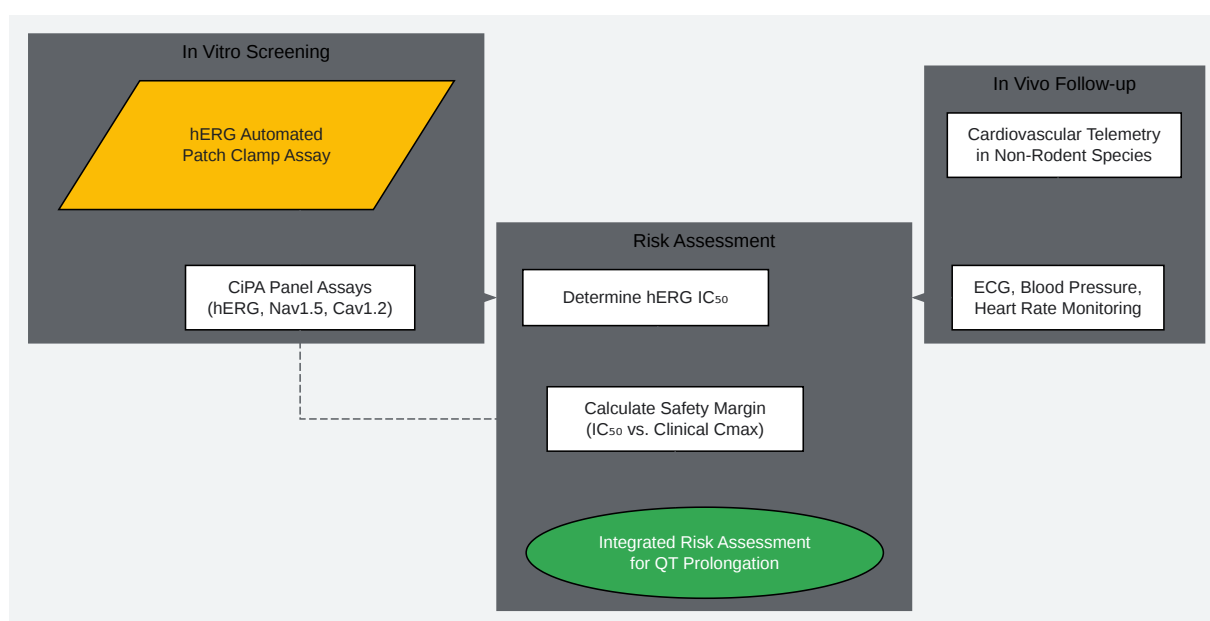 In Vitro Screening
hERG Automated
Patch Clamp Assay
CiPA Panel Assays
(hERG, Nav1.5, Cav1.2)
Risk Assessment
Determine hERG IC₅₀
Calculate Safety Margin
(IC₅₀ vs. Clinical Cmax)
Integrated Risk Assessment
for QT Prolongation
In Vivo Follow-up
Cardiovascular Telemetry
in Non-Rodent Species
ECG, Blood Pressure,
Heart Rate Monitoring